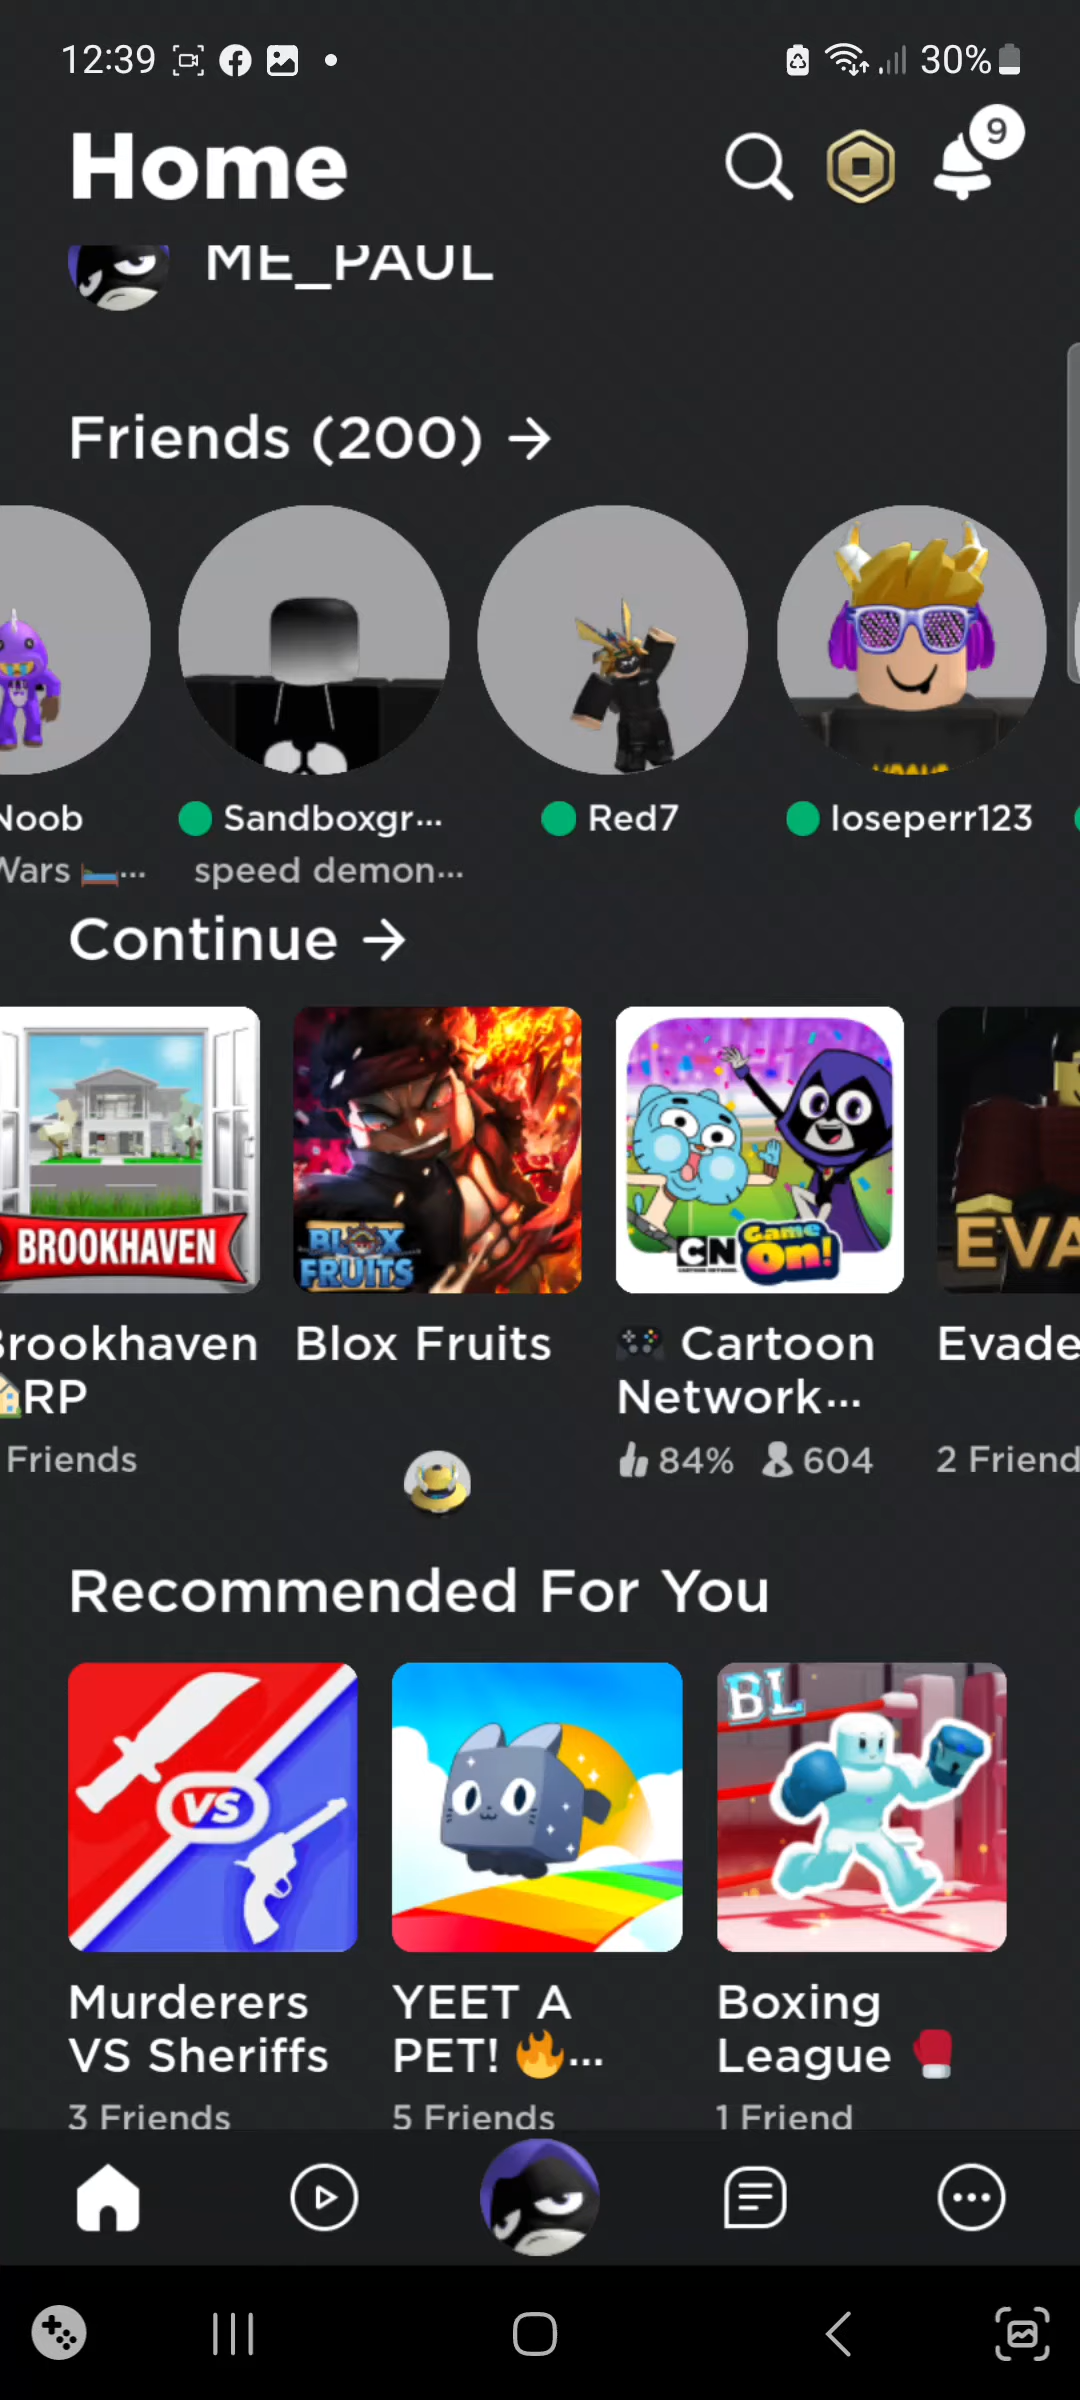 12:39
30%
Home
9
ME_PAUL
Friends (200) →
Noob
Sandboxgr...
Red7
loseperr123
Wars 🛏️...
speed demon...
Continue →
BROOKHAVEN
BLOX
FRUITS
CN
CARTOON NETWORK
Game
On!
EVA
Brookhaven
🏡RP
Blox Fruits
🎮 Cartoon
Network...
Evade
Friends
84%
604
2 Friend
Recommended For You
VS
BL
Murderers
VS Sheriffs
3 Friends
YEET A
PET! 🔥...
5 Friends
Boxing
League 🥊
1 Friend